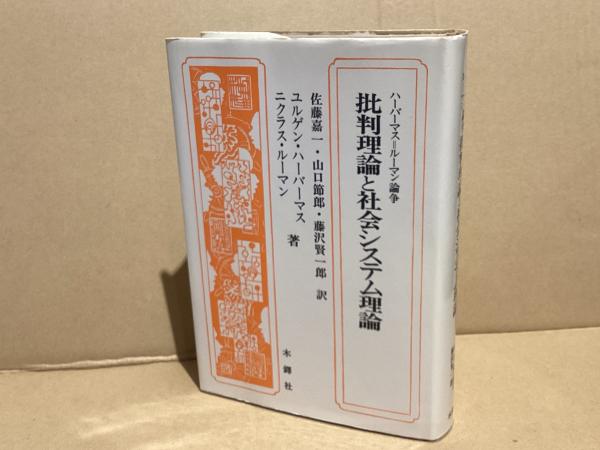 ハーバーマス=ルーマン論争
批判理論と社会システム理論
佐藤嘉一・山口節郎・藤沢賢一郎 訳
ユルゲン・ハーバーマス
ニクラス・ルーマン
著
木鐸社